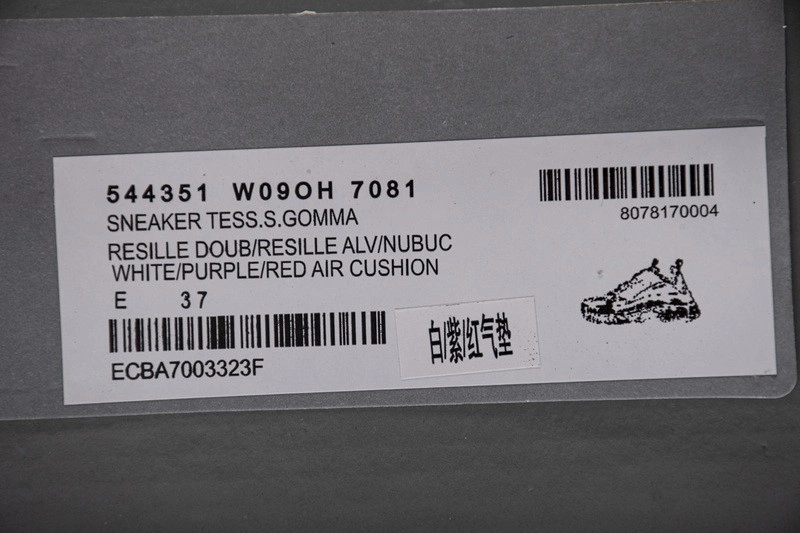 544351 W09OH 7081
8078170004
SNEAKER TESS.S.GOMMA
RESILLE DOUB/RESILLE ALV/NUBUC
WHITE/PURPLE/RED AIR CUSHION
E 37
白/紫/红气垫
ECBA7003323F